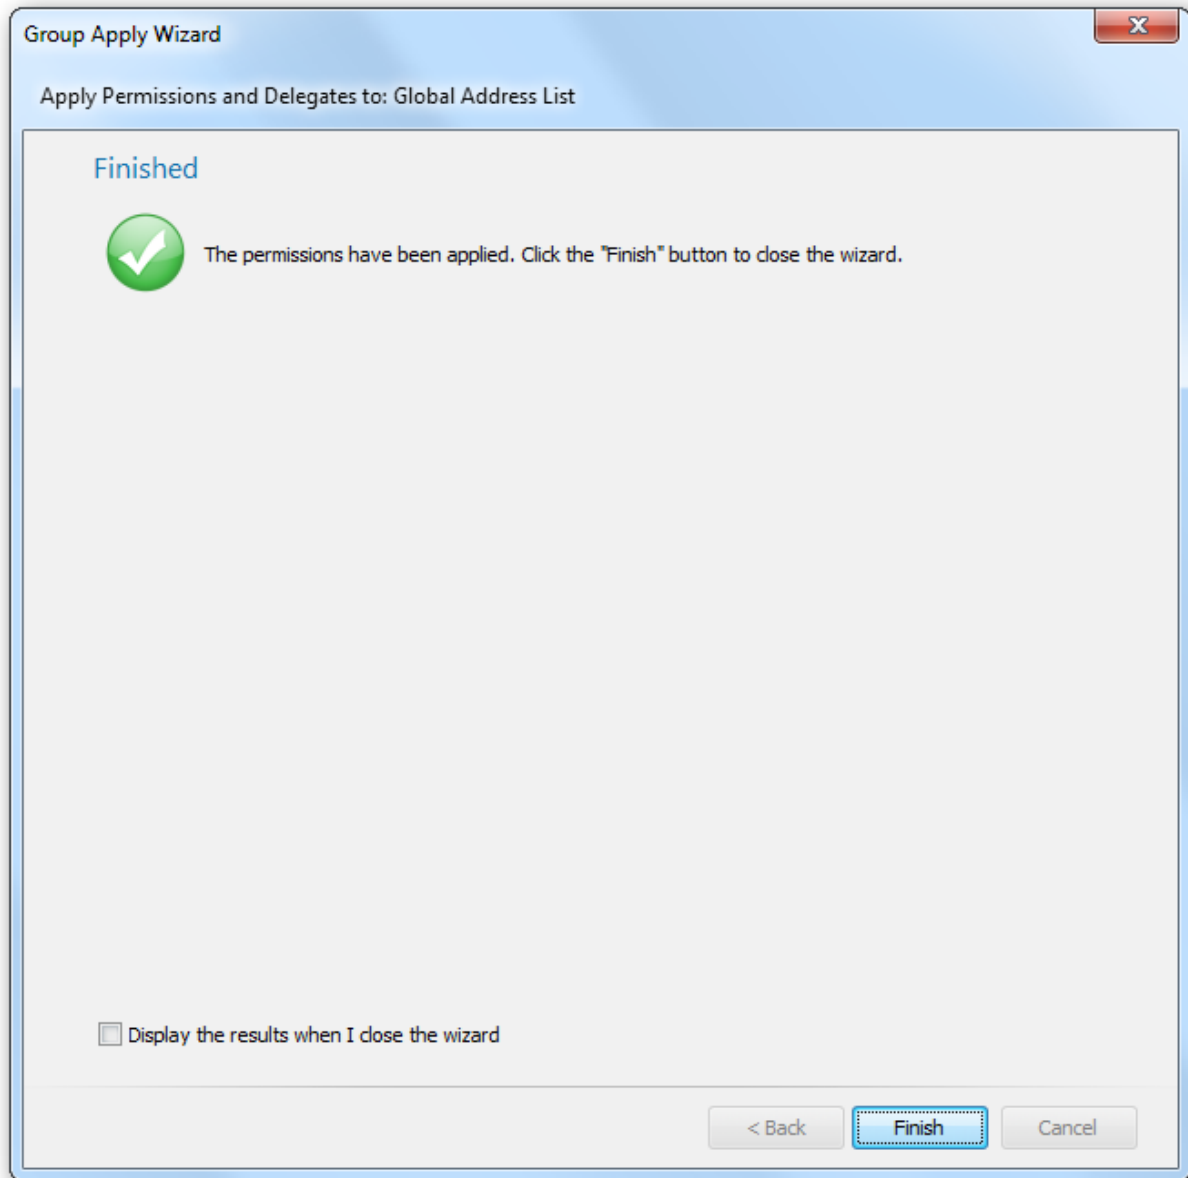 Group Apply Wizard
Apply Permissions and Delegates to: Global Address List
Finished
The permissions have been applied. Click the "Finish" button to close the wizard.
Display the results when I close the wizard
< Back
Finish
Cancel